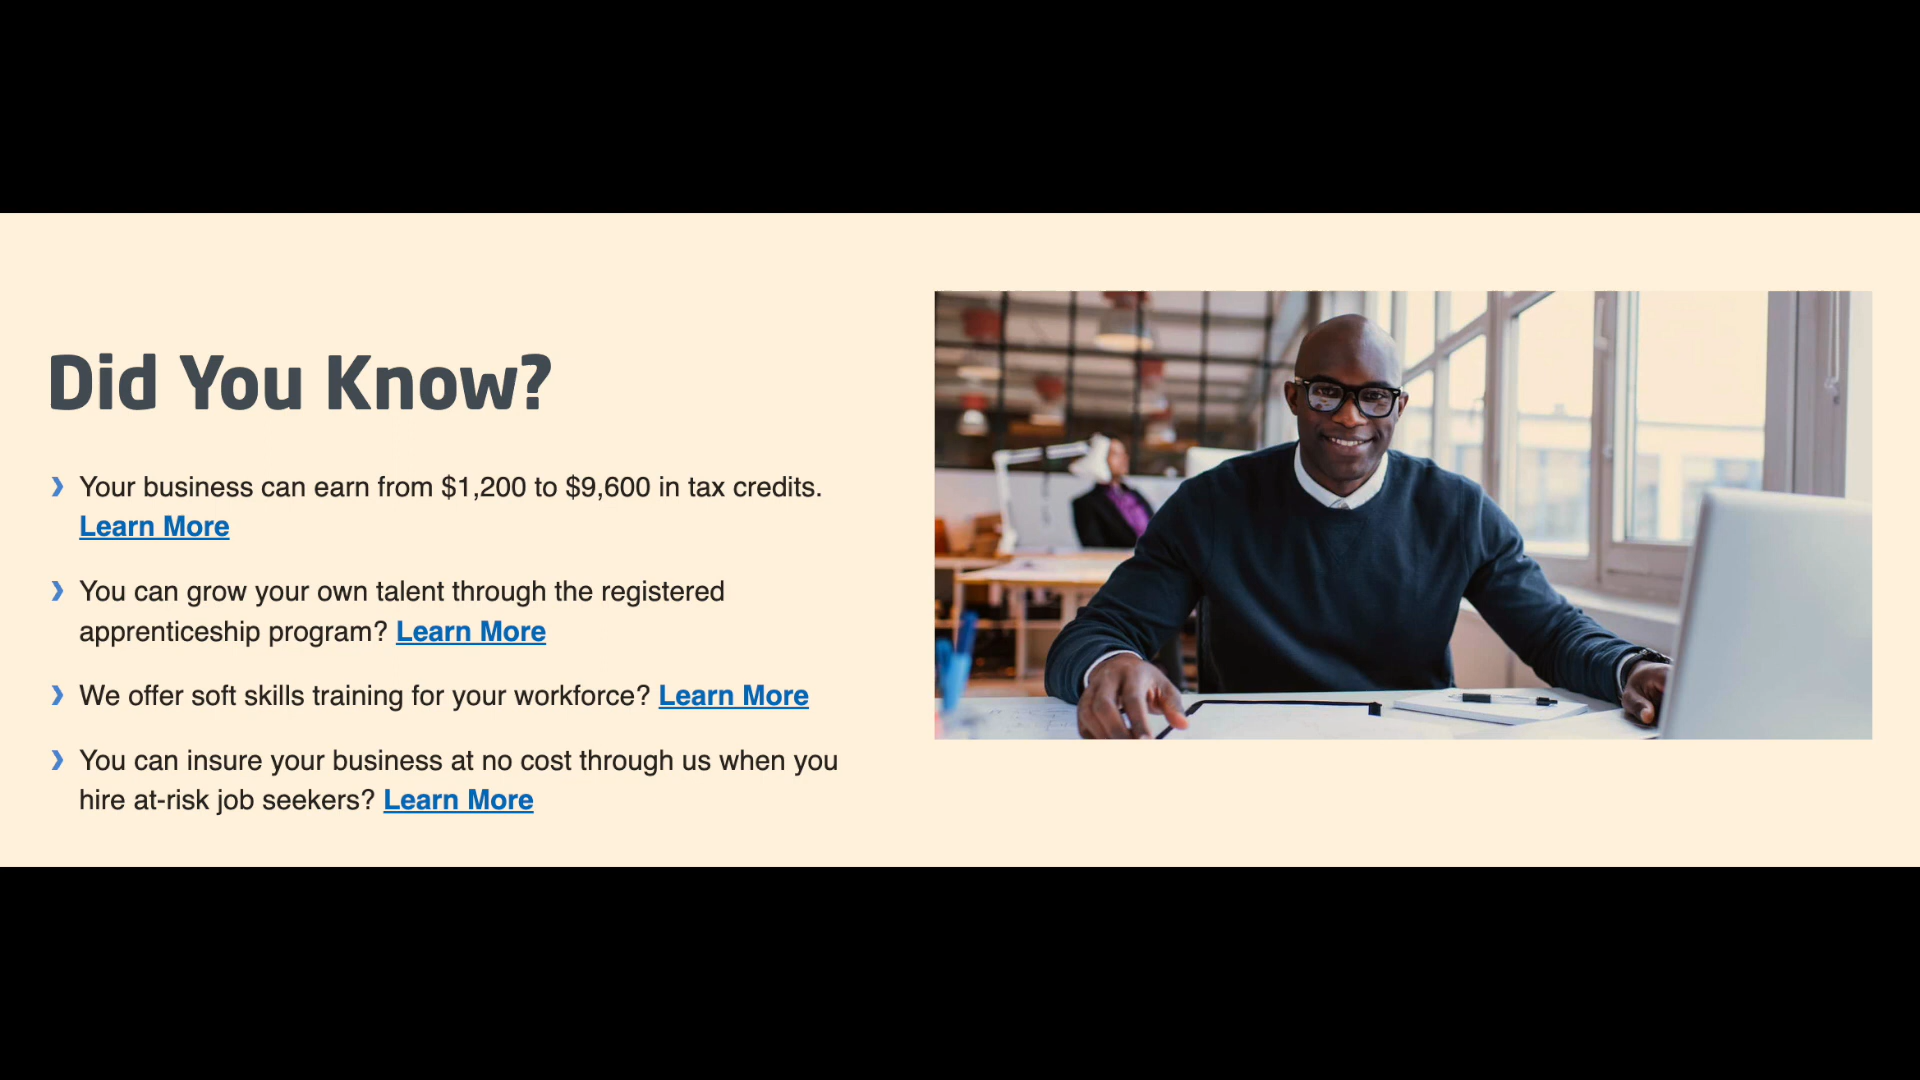 Did You Know?
Your business can earn from $1,200 to $9,600 in tax credits.
Learn More
You can grow your own talent through the registered
apprenticeship program? Learn More
We offer soft skills training for your workforce? Learn More
You can insure your business at no cost through us when you
hire at-risk job seekers? Learn More